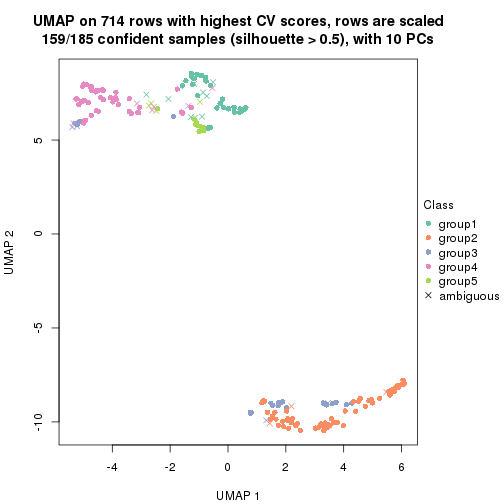 UMAP on 714 rows with highest CV scores, rows are scaled
159/185 confident samples (silhouette > 0.5), with 10 PCs
5
0
-5
-10
UMAP 2
-4
-2
0
2
4
6
UMAP 1
Class
group1
group2
group3
group4
group5
ambiguous